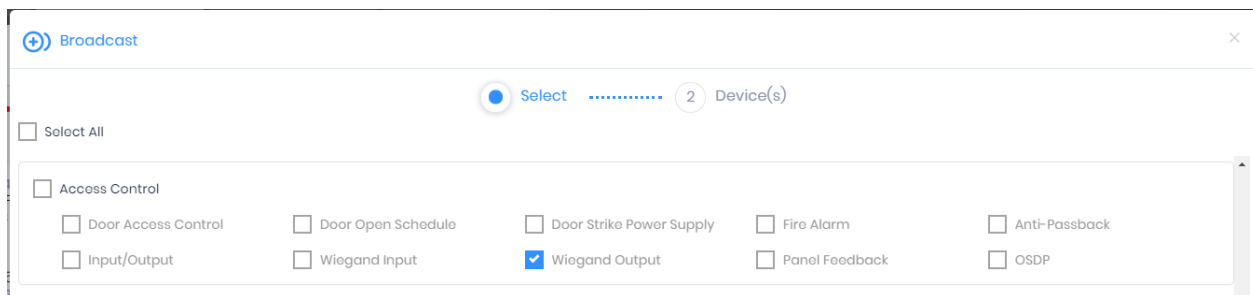 Broadcast
Select 2 Device(s)
Select All
Access Control
Door Access Control Door Open Schedule Door Strike Power Supply Fire Alarm Anti-Passback
Input/Output Wiegand Input Wiegand Output Panel Feedback OSDP